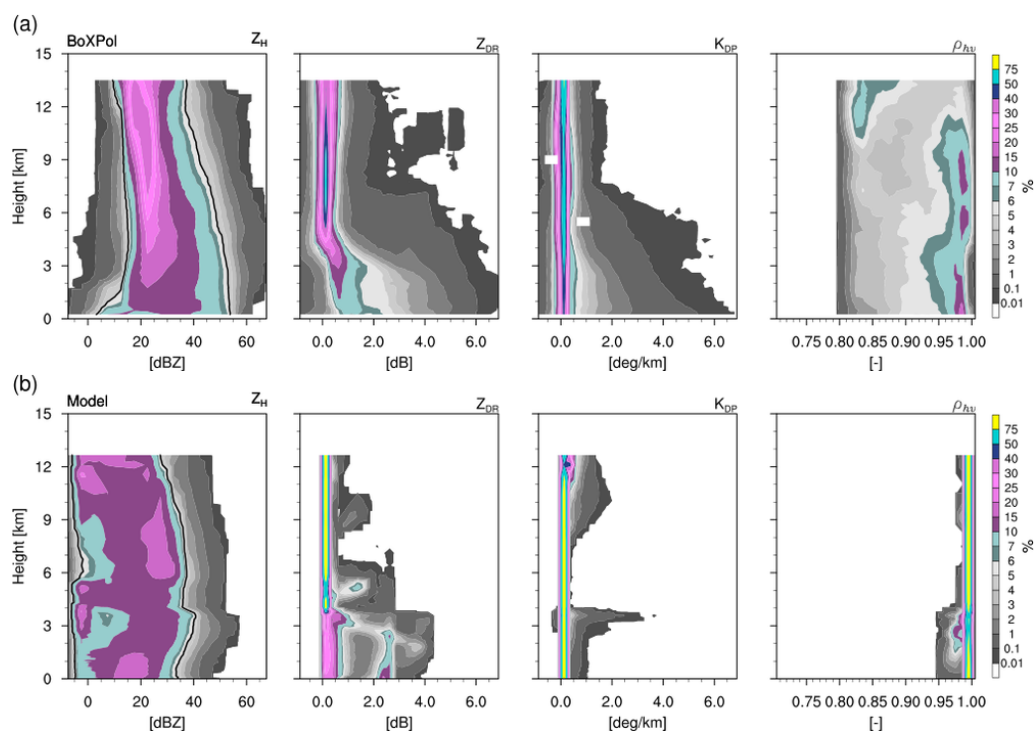 (a)
BoXPol Z_H Z_DR K_DP ρ_hv
15
12
9
6
3
0
Height [km]
0 20 40 60
[dBZ]
0 2.0 4.0 6.0
[dB]
0 2.0 4.0 6.0
[deg/km]
0.75 0.80 0.85 0.90 0.95 1.00
[-]
75
50
40
30
25
20
15
10
7
6
5
4
3
2
1
0.1
0.01
%
(b)
Model Z_H Z_DR K_DP ρ_hv
15
12
9
6
3
0
Height [km]
0 20 40 60
[dBZ]
0 2.0 4.0 6.0
[dB]
0 2.0 4.0 6.0
[deg/km]
0.75 0.80 0.85 0.90 0.95 1.00
[-]
75
50
40
30
25
20
15
10
7
6
5
4
3
2
1
0.1
0.01
%